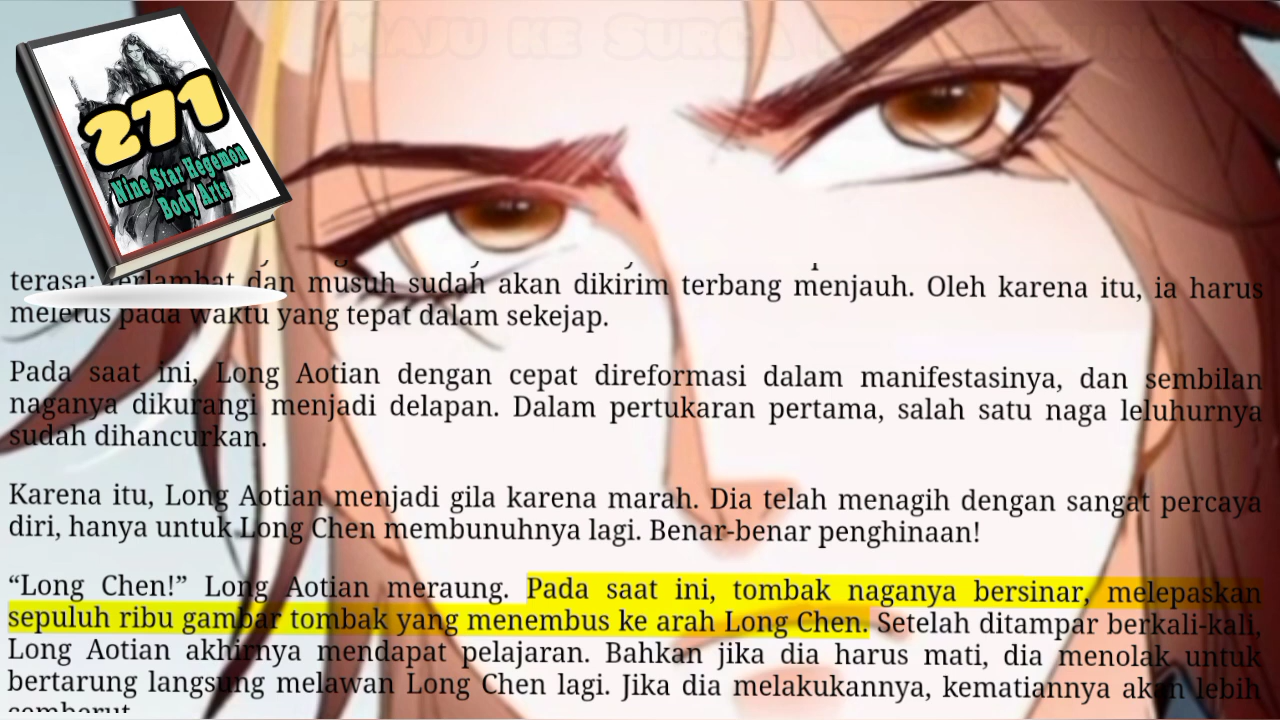 271
Nine Star Hegemon
Body Arts
dan musuh sudah akan dikirim terbang menjauh. Oleh karena itu, ia harus
meletus pada waktu yang tepat dalam sekejap.
Pada saat ini, Long Aotian dengan cepat direformasi dalam manifestasinya, dan sembilan
naganya dikurangi menjadi delapan. Dalam pertukaran pertama, salah satu naga leluhurnya
sudah dihancurkan.
Karena itu, Long Aotian menjadi gila karena marah. Dia telah menagih dengan sangat percaya
diri, hanya untuk Long Chen membunuhnya lagi. Benar-benar penghinaan!
“Long Chen!” Long Aotian meraung. Pada saat ini, tombak naganya bersinar, melepaskan
sepuluh ribu gambar tombak yang menembus ke arah Long Chen. Setelah ditampar berkali-kali,
Long Aotian akhirnya mendapat pelajaran. Bahkan jika dia harus mati, dia menolak untuk
bertarung langsung melawan Long Chen lagi. Jika dia melakukannya, kematiannya akan lebih